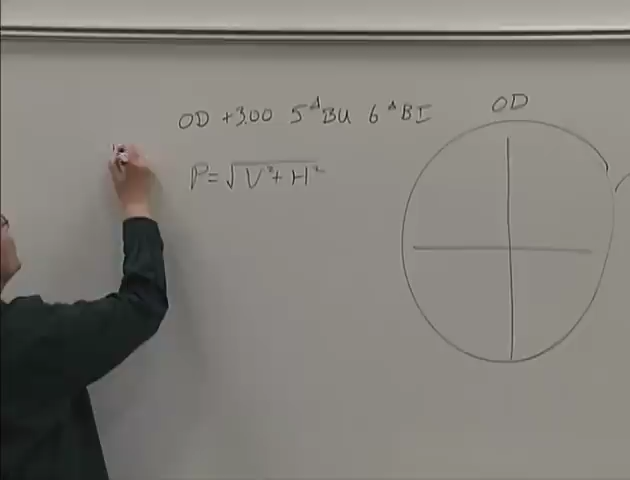 OD +3.00 5^Δ BU 6^Δ BI
OD
P = √V² + H²